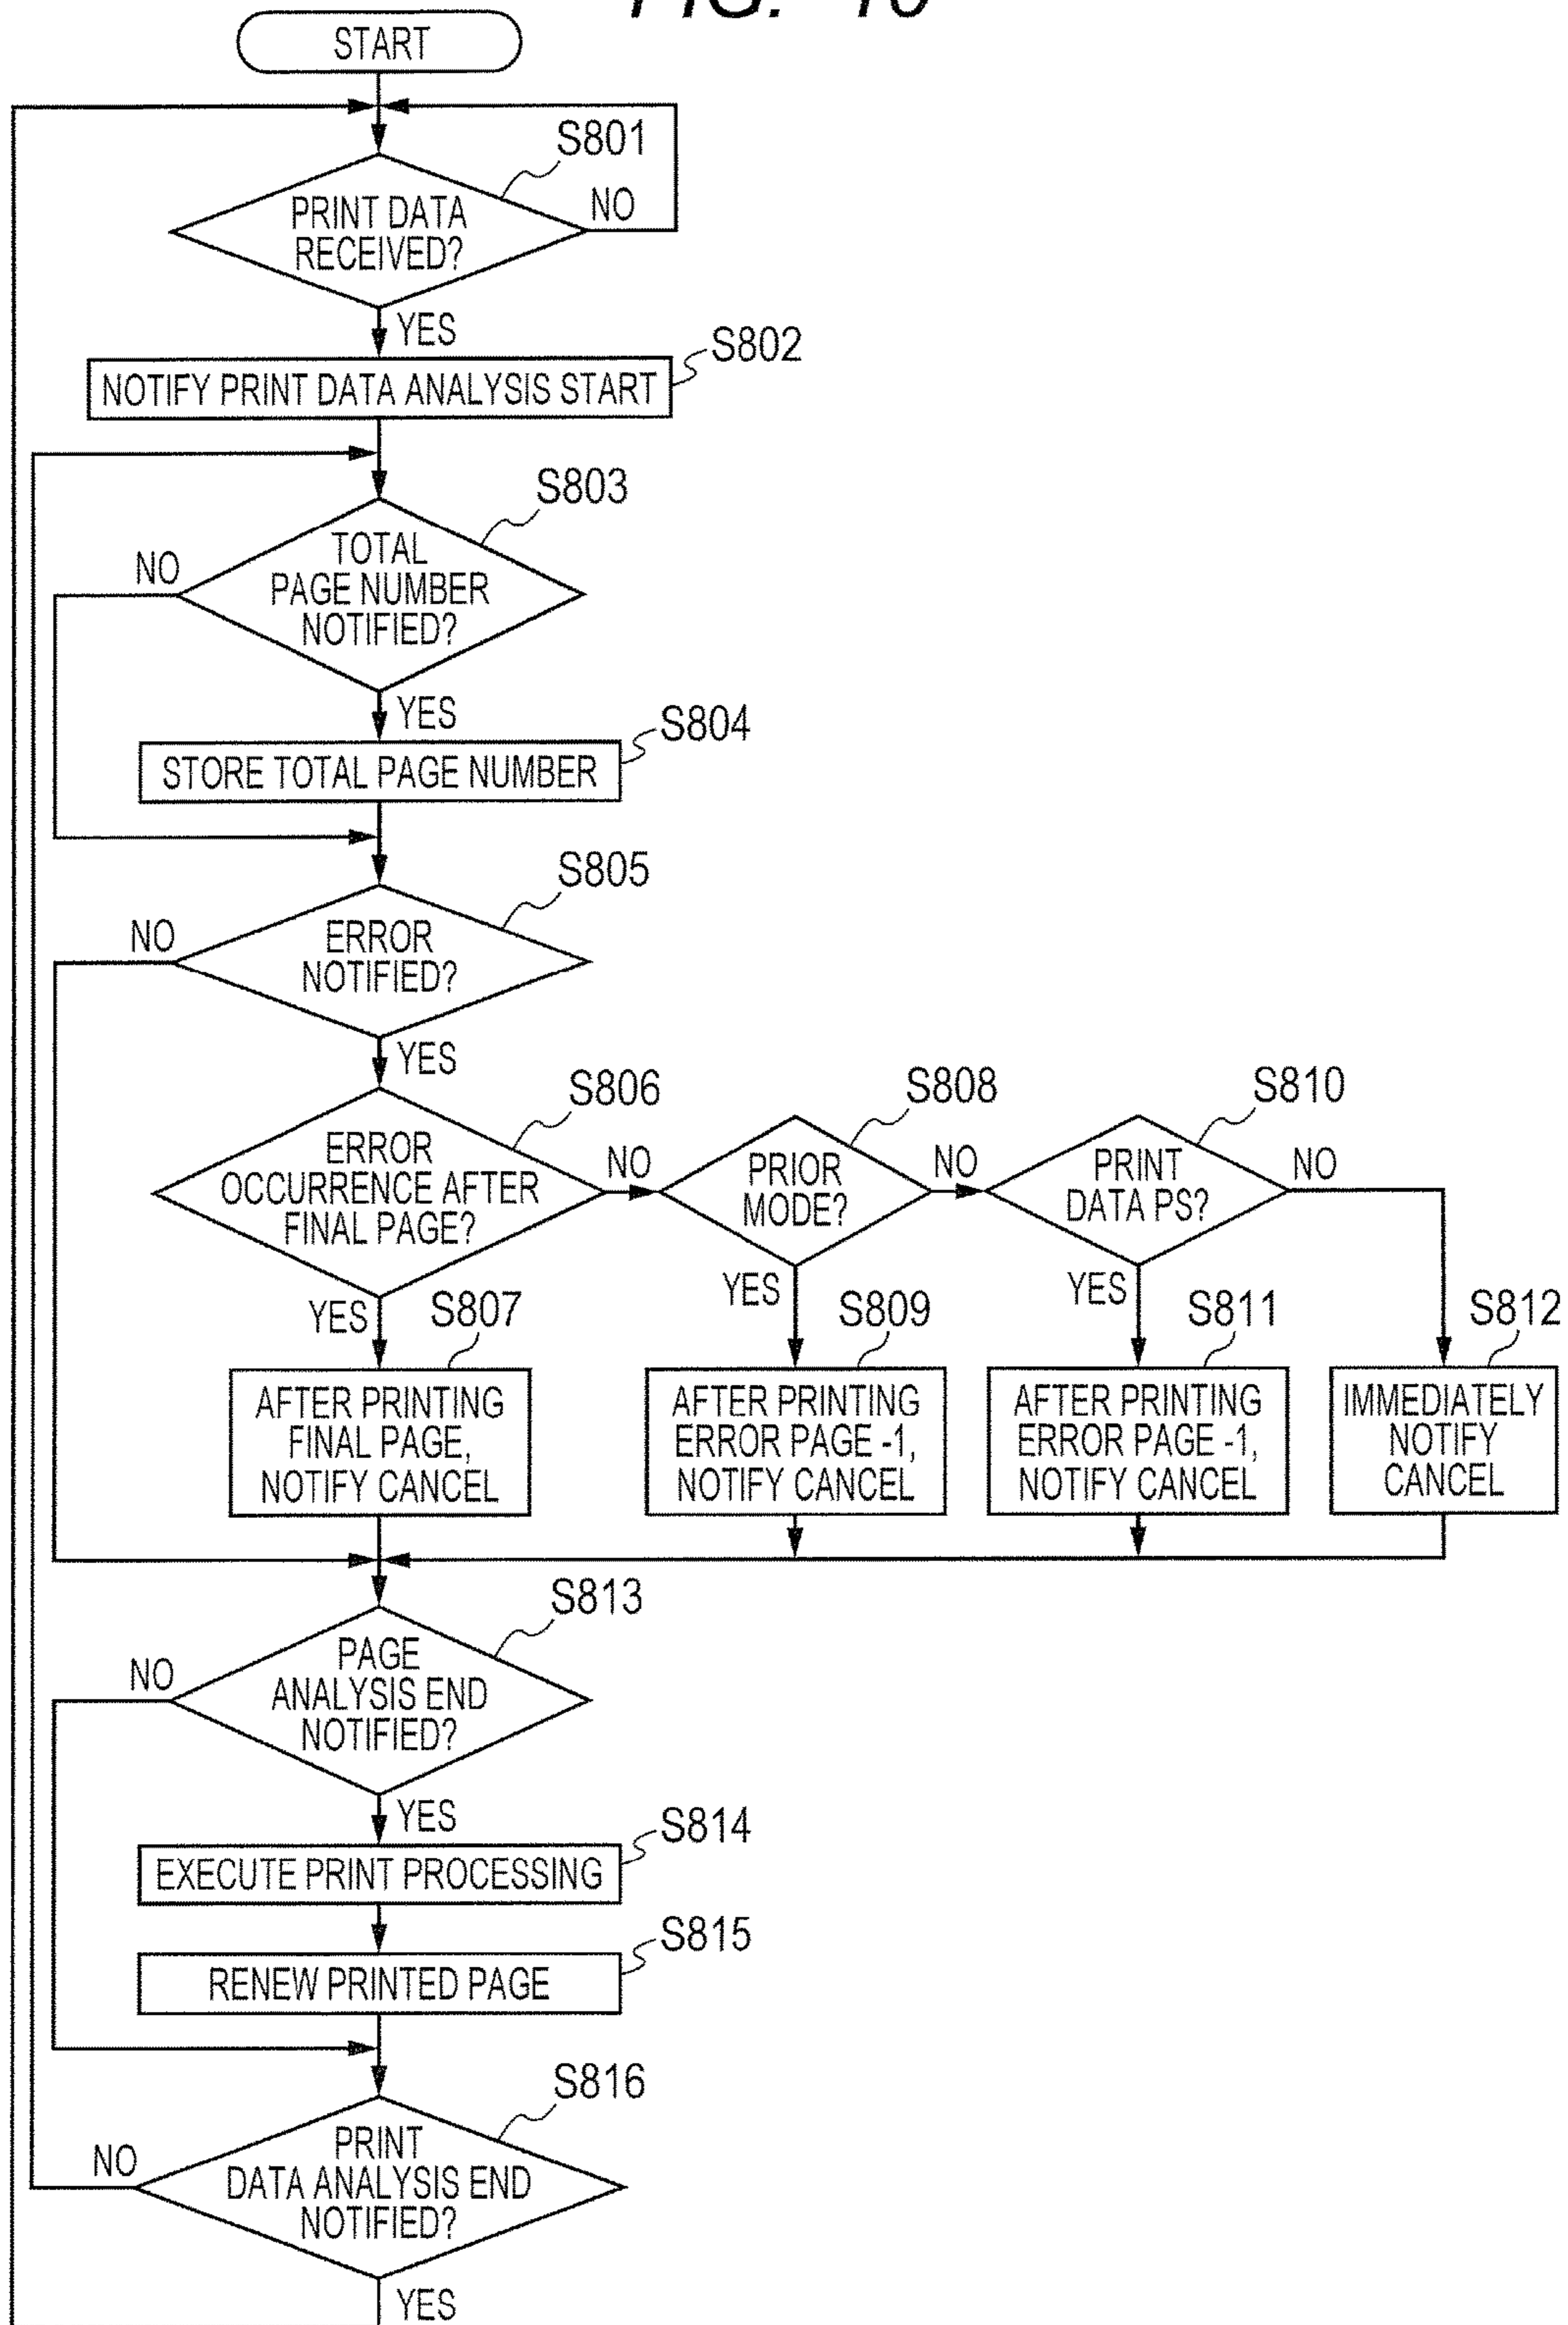 FIG. 10
START
S801
PRINT DATA
RECEIVED?
NO
YES
S802
NOTIFY PRINT DATA ANALYSIS START
S803
NO
TOTAL
PAGE NUMBER
NOTIFIED?
YES
S804
STORE TOTAL PAGE NUMBER
S805
NO
ERROR
NOTIFIED?
YES
S806
ERROR
OCCURRENCE AFTER
FINAL PAGE?
NO
S808
PRIOR
MODE?
NO
S810
PRINT
DATA PS?
NO
YES
S807
AFTER PRINTING
FINAL PAGE,
NOTIFY CANCEL
YES
S809
AFTER PRINTING
ERROR PAGE -1,
NOTIFY CANCEL
YES
S811
AFTER PRINTING
ERROR PAGE -1,
NOTIFY CANCEL
S812
IMMEDIATELY
NOTIFY
CANCEL
S813
NO
PAGE
ANALYSIS END
NOTIFIED?
YES
S814
EXECUTE PRINT PROCESSING
S815
RENEW PRINTED PAGE
S816
NO
PRINT
DATA ANALYSIS END
NOTIFIED?
YES